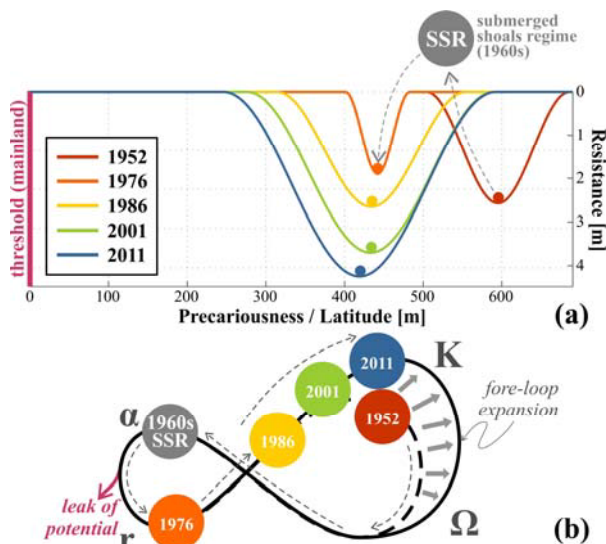 (a)
SSR
submerged
shoals regime
(1960s)
threshold (mainland)
1952
1976
1986
2001
2011
0
1
2
3
4
Resistance [m]
0
100
200
300
400
500
600
Precariousness / Latitude [m]
(a)
K
2011
2001
1952
1986
fore-loop
expansion
α
1960s
SSR
leak of
potential
1976
r
Ω
(b)